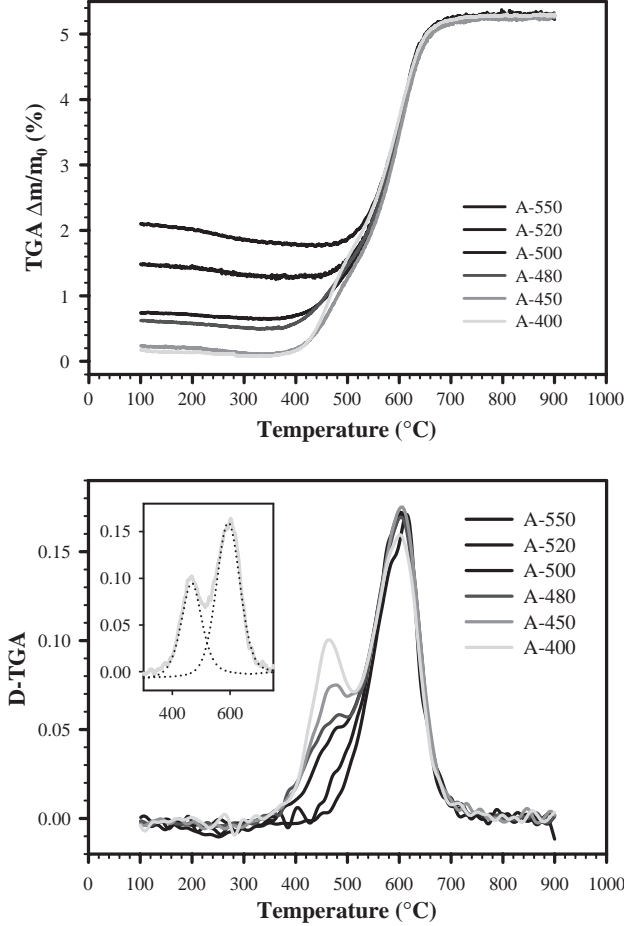 5
4
3
2
1
0
TGA Δm/m0 (%)
A-550
A-520
A-500
A-480
A-450
A-400
0 100 200 300 400 500 600 700 800 900 1000
Temperature (°C)
0.15
0.10
0.05
0.00
D-TGA
0.15
0.10
0.05
0.00
400 600
A-550
A-520
A-500
A-480
A-450
A-400
0 100 200 300 400 500 600 700 800 900 1000
Temperature (°C)